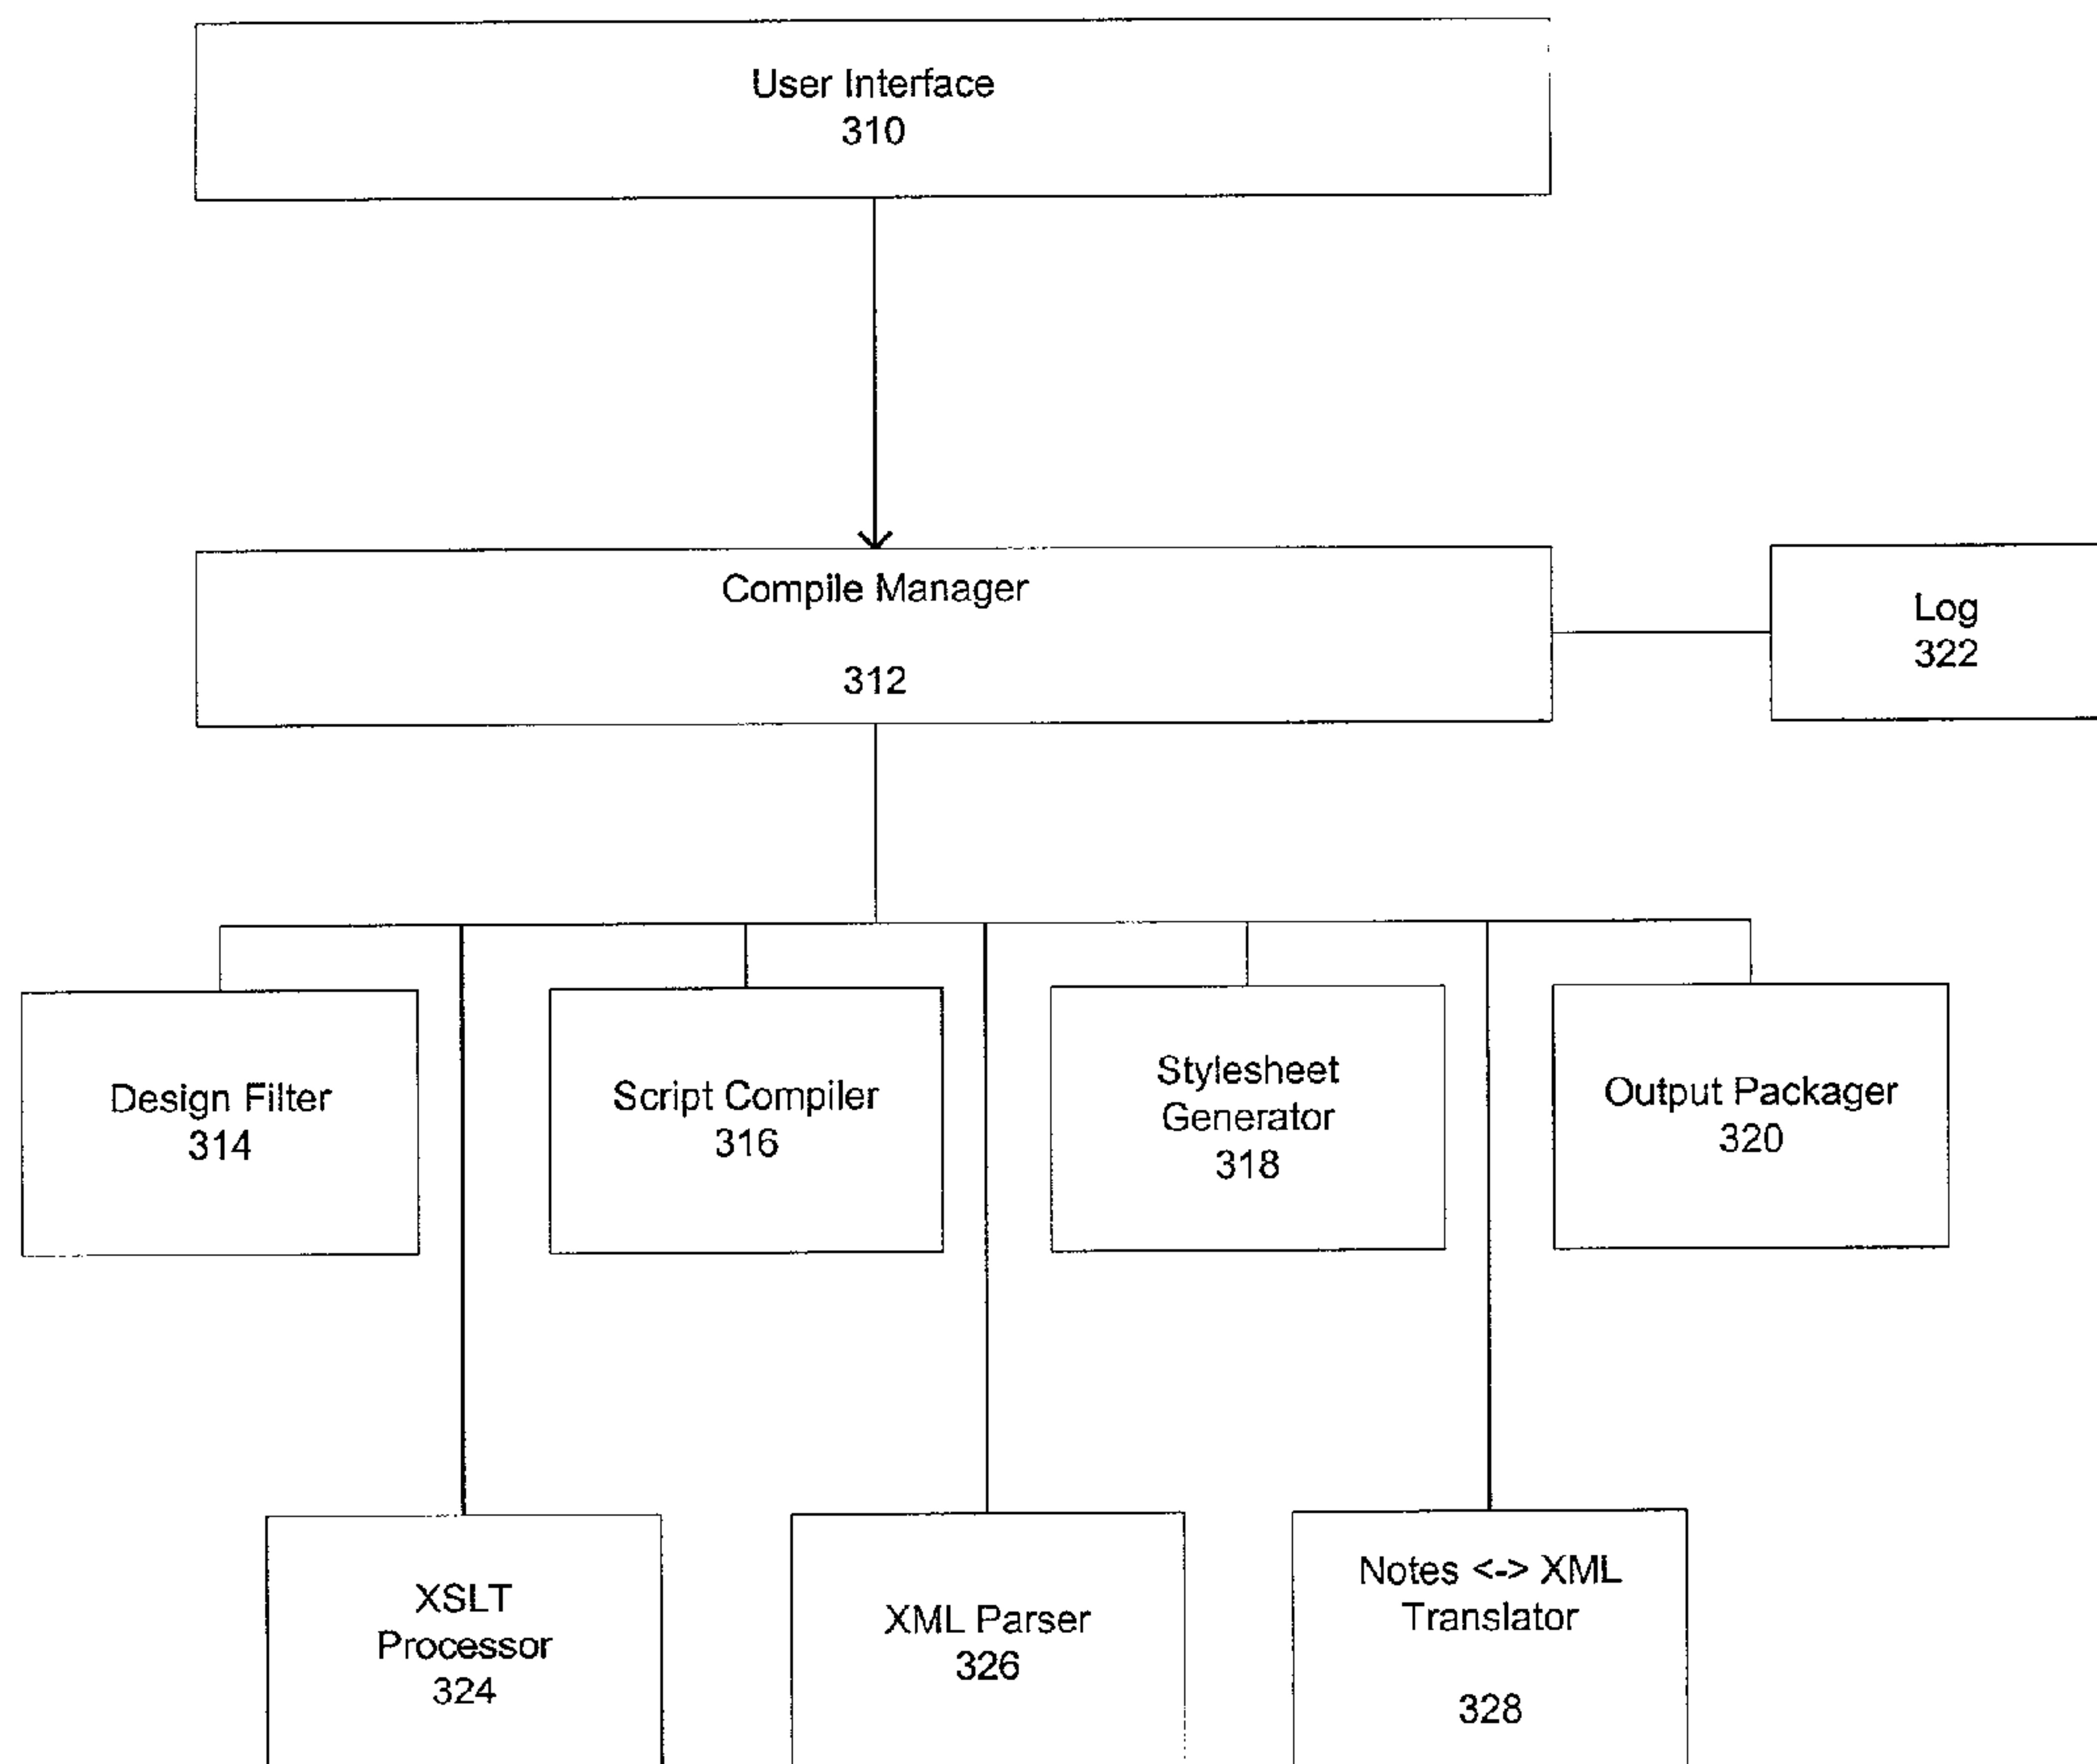 User Interface
310
Compile Manager
312
Log
322
Design Filter
314
Script Compiler
316
Stylesheet
Generator
318
Output Packager
320
XSLT
Processor
324
XML Parser
326
Notes <-> XML
Translator
328